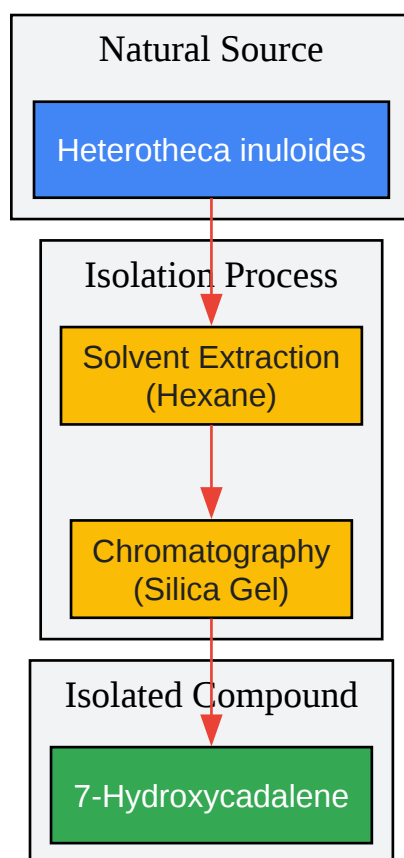 Natural Source
Heterotheca inuloides
Isolation Process
Solvent Extraction
(Hexane)
Chromatography
(Silica Gel)
Isolated Compound
7-Hydroxycadalene